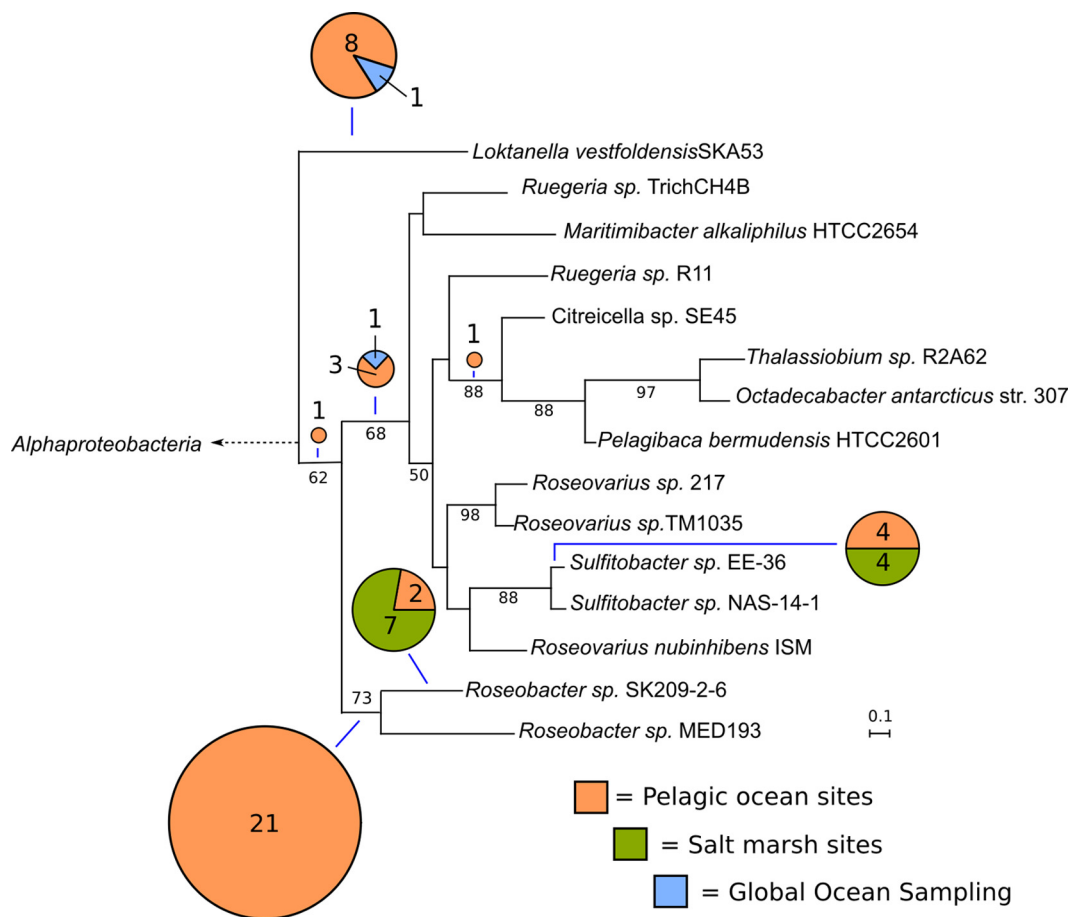 8
1
Loktanella vestfoldensisSKA53
Ruegeria sp. TrichCH4B
Maritimibacter alkaliphilus HTCC2654
Ruegeria sp. R11
1
1
Citreicella sp. SE45
3
Thalassiobium sp. R2A62
88
97
88
Octadecabacter antarcticus str. 307
1
68
Alphaproteobacteria
Pelagibaca bermudensis HTCC2601
62
50
Roseovarius sp. 217
98
Roseovarius sp.TM1035
4
4
Sulfitobacter sp. EE-36
2
7
88
Sulfitobacter sp. NAS-14-1
Roseovarius nubinhibens ISM
73
Roseobacter sp. SK209-2-6
0.1
Roseobacter sp. MED193
21
= Pelagic ocean sites
= Salt marsh sites
= Global Ocean Sampling